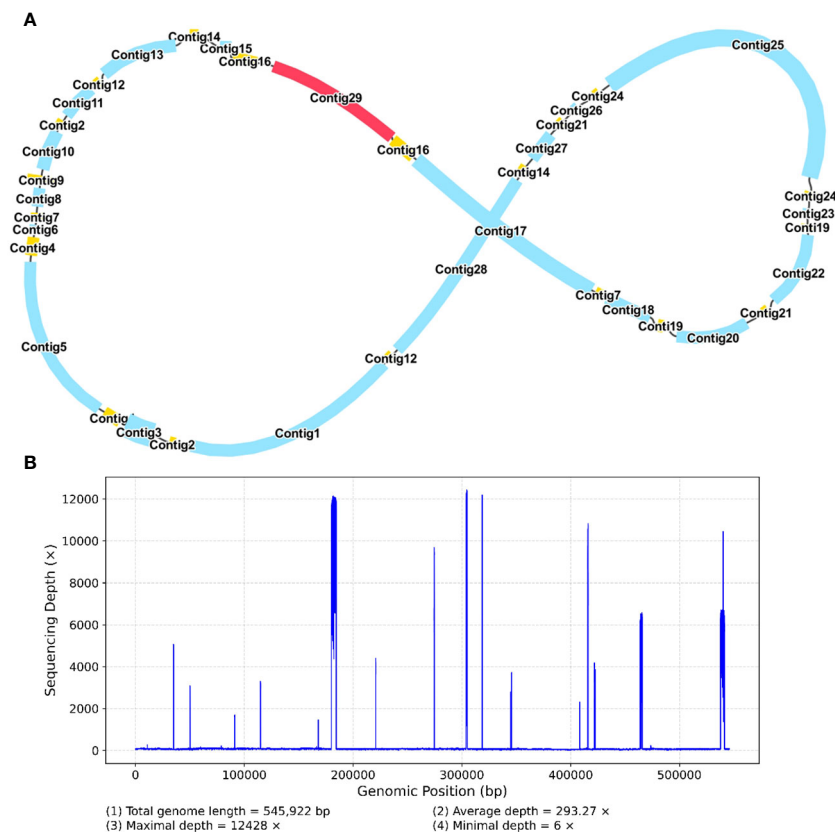 A
Contig14
Contig13
Contig15
Contig16
Contig25
Contig12
Contig29
Contig24
Contig11
Contig26
Contig2
Contig21
Contig10
Contig16
Contig27
Contig9
Contig14
Contig8
Contig24
Contig7
Contig23
Contig6
Conti19
Contig4
Contig17
Contig28
Contig22
Contig7
Contig18
Contig21
Conti19
Contig5
Contig20
Contig12
Contig
Contig3
Contig1
Contig2
B
12000
10000
8000
6000
4000
2000
0
Sequencing Depth (×)
0 100000 200000 300000 400000 500000
Genomic Position (bp)
(1) Total genome length = 545,922 bp (2) Average depth = 293.27 ×
(3) Maximal depth = 12428 × (4) Minimal depth = 6 ×